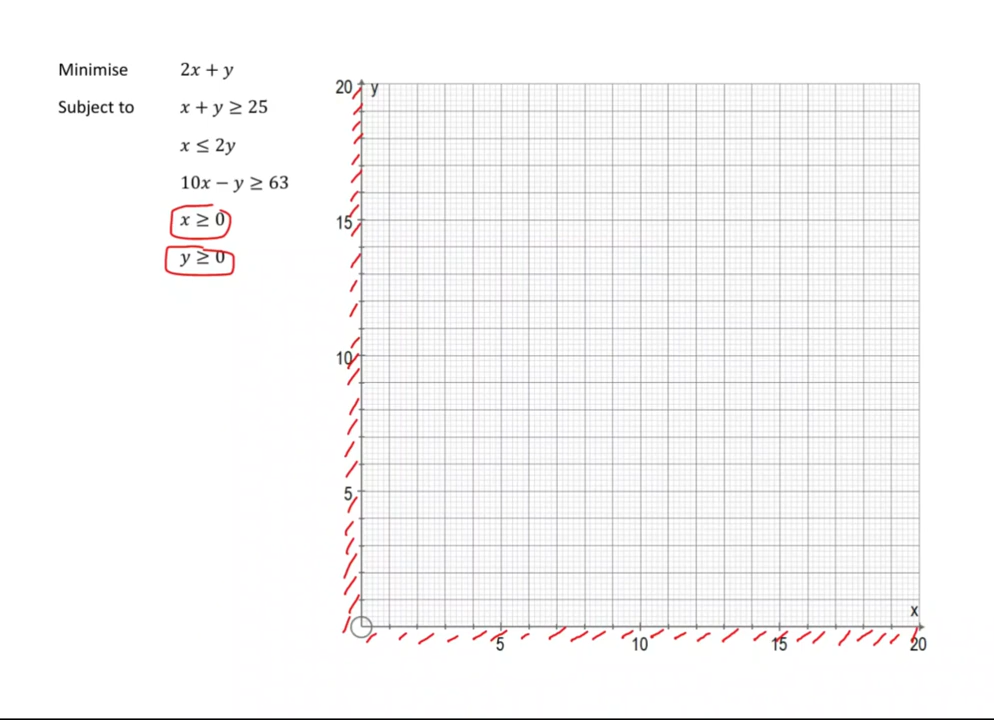 Minimise 2x + y
Subject to x + y ≥ 25
x ≤ 2y
10x − y ≥ 63
x ≥ 0
y ≥ 0
20 y
15
10
5
x
5 10 15 20